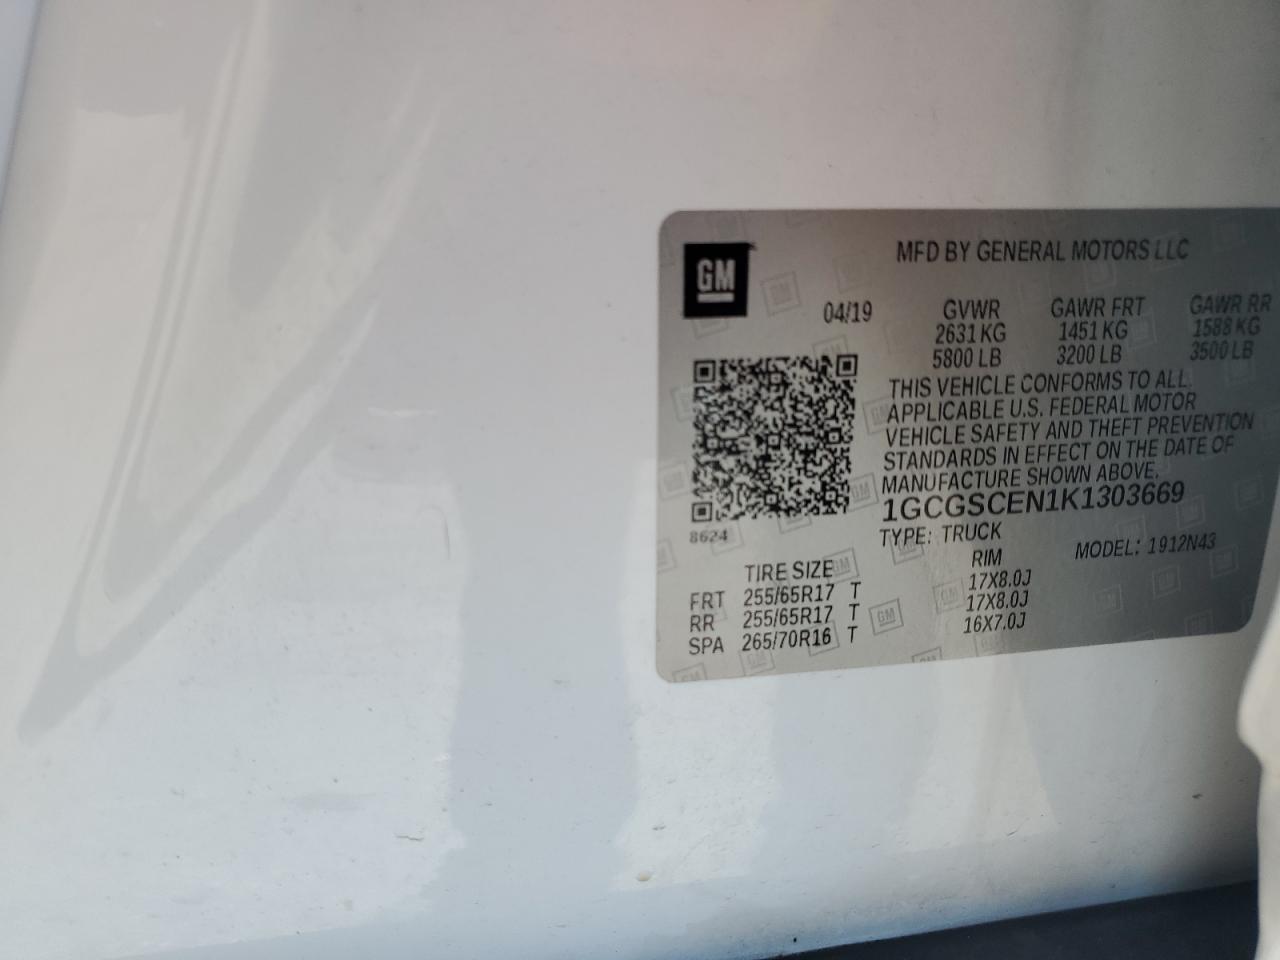 GM
MFD BY GENERAL MOTORS LLC
04/19 GVWR GAWR FRT GAWR RR
2631 KG 1451 KG 1588 KG
5800 LB 3200 LB 3500 LB
THIS VEHICLE CONFORMS TO ALL
APPLICABLE U.S. FEDERAL MOTOR
VEHICLE SAFETY AND THEFT PREVENTION
STANDARDS IN EFFECT ON THE DATE OF
MANUFACTURE SHOWN ABOVE.
1GCGSCEN1K1303669
8624 TYPE: TRUCK MODEL: 1912N43
TIRE SIZE RIM
FRT 255/65R17 T 17X8.0J
RR 255/65R17 T 17X8.0J
SPA 265/70R16 T 16X7.0J